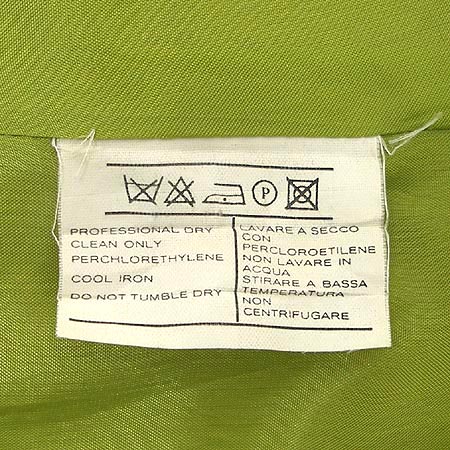 P
PROFESSIONAL DRY
CLEAN ONLY
PERCHLORETHYLENE
COOL IRON
DO NOT TUMBLE DRY
LAVARE A SECCO
CON
PERCLOROETILENE
NON LAVARE IN
ACQUA
STIRARE A BASSA
TEMPERATURA
NON
CENTRIFUGARE